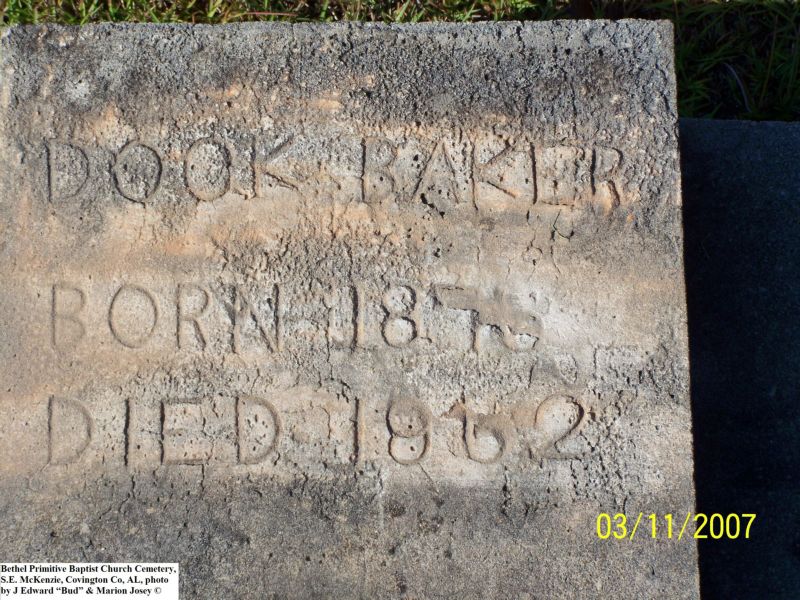 DOOK BAKER
BORN
DIED
03/11/2007
Bethel Primitive Baptist Church Cemetery,
S.E. McKenzie, Covington Co, AL, photo
by J Edward “Bud” & Marion Josey ©